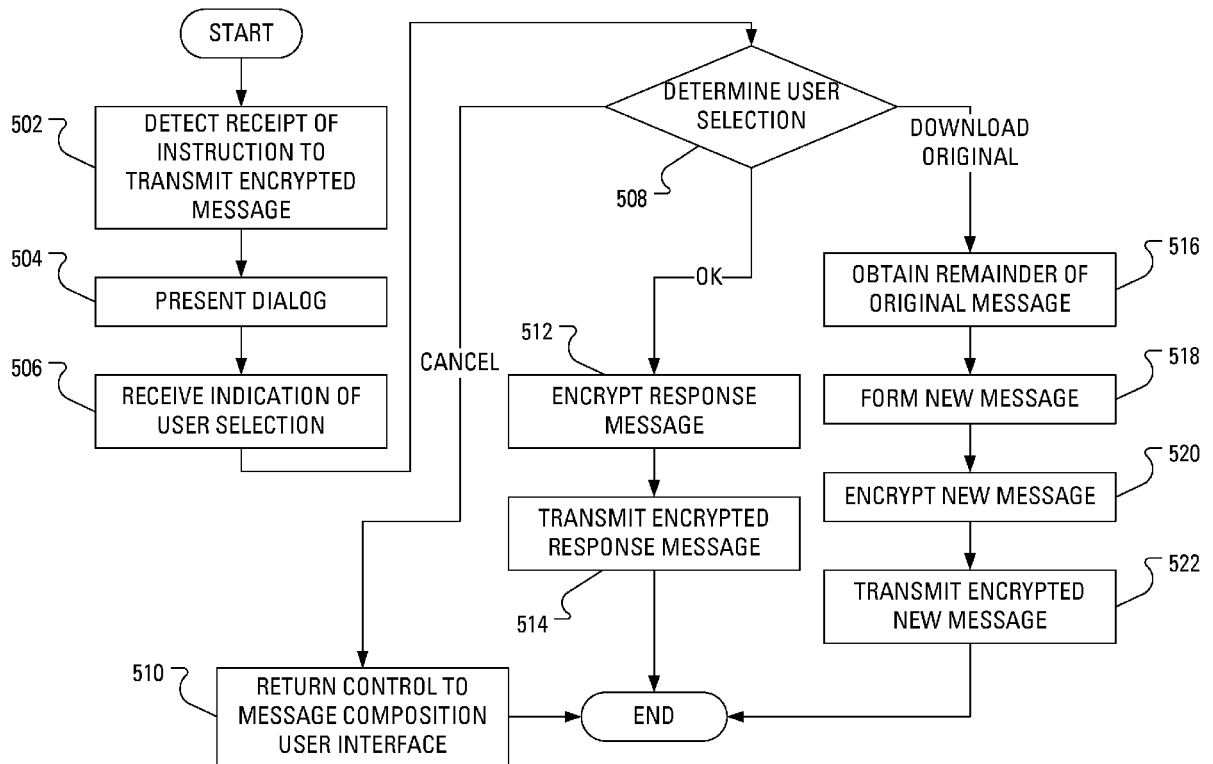 START
502
DETECT RECEIPT OF
INSTRUCTION TO
TRANSMIT ENCRYPTED
MESSAGE
504
PRESENT DIALOG
506
RECEIVE INDICATION OF
USER SELECTION
DETERMINE USER
SELECTION
508
CANCEL
OK
DOWNLOAD
ORIGINAL
510
RETURN CONTROL TO
MESSAGE COMPOSITION
USER INTERFACE
512
ENCRYPT RESPONSE
MESSAGE
TRANSMIT ENCRYPTED
RESPONSE MESSAGE
514
516
OBTAIN REMAINDER OF
ORIGINAL MESSAGE
518
FORM NEW MESSAGE
520
ENCRYPT NEW MESSAGE
522
TRANSMIT ENCRYPTED
NEW MESSAGE
END